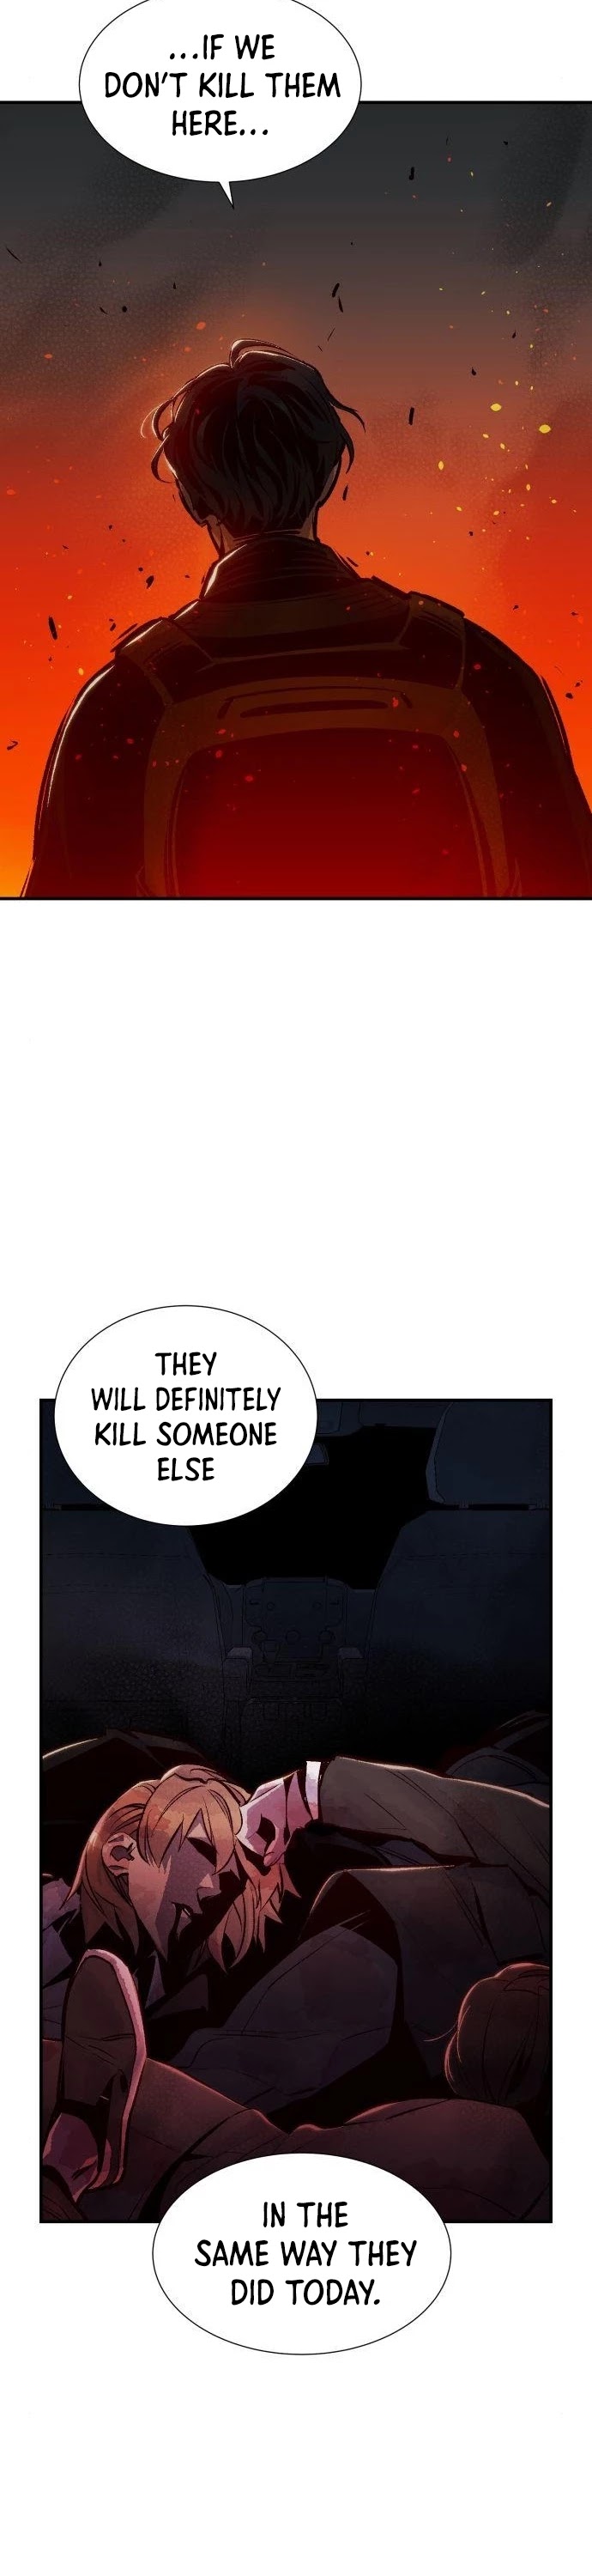 ...IF WE
DON'T KILL THEM
HERE...
THEY
WILL DEFINITELY
KILL SOMEONE
ELSE
IN THE
SAME WAY THEY
DID TODAY.